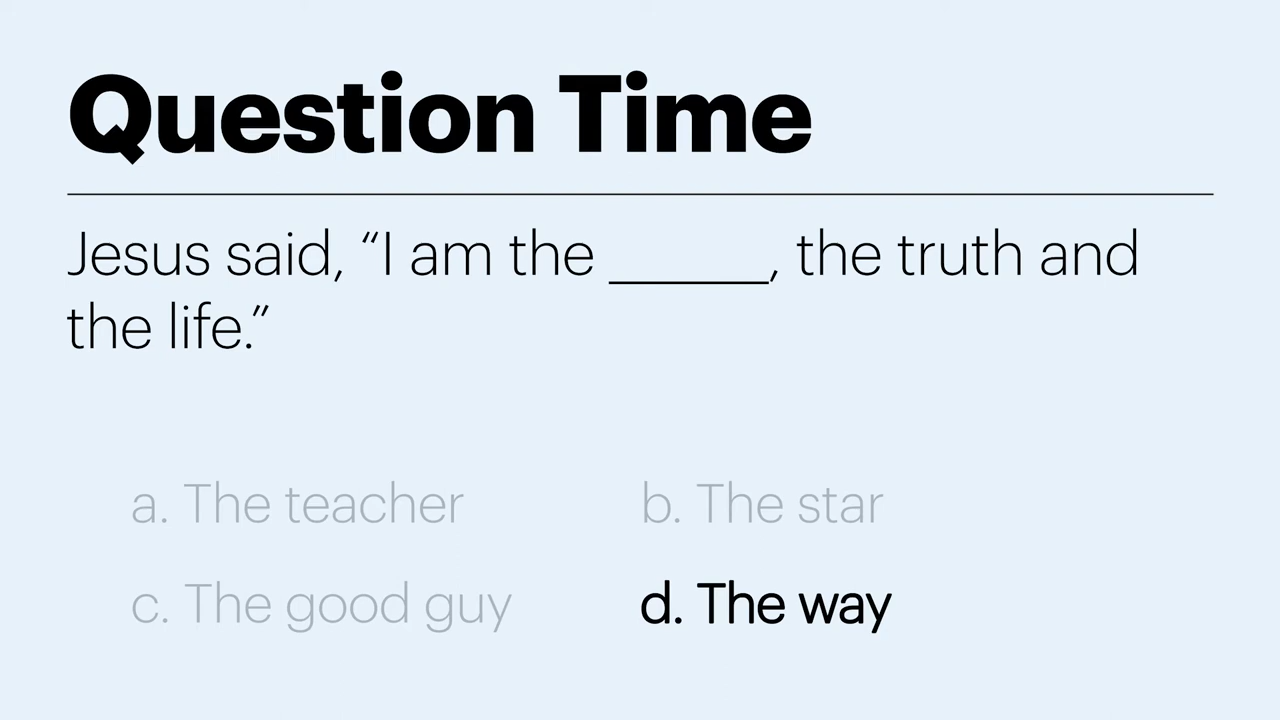 Question Time
Jesus said, “I am the ______, the truth and
the life.”
a. The teacher
b. The star
c. The good guy
d. The way